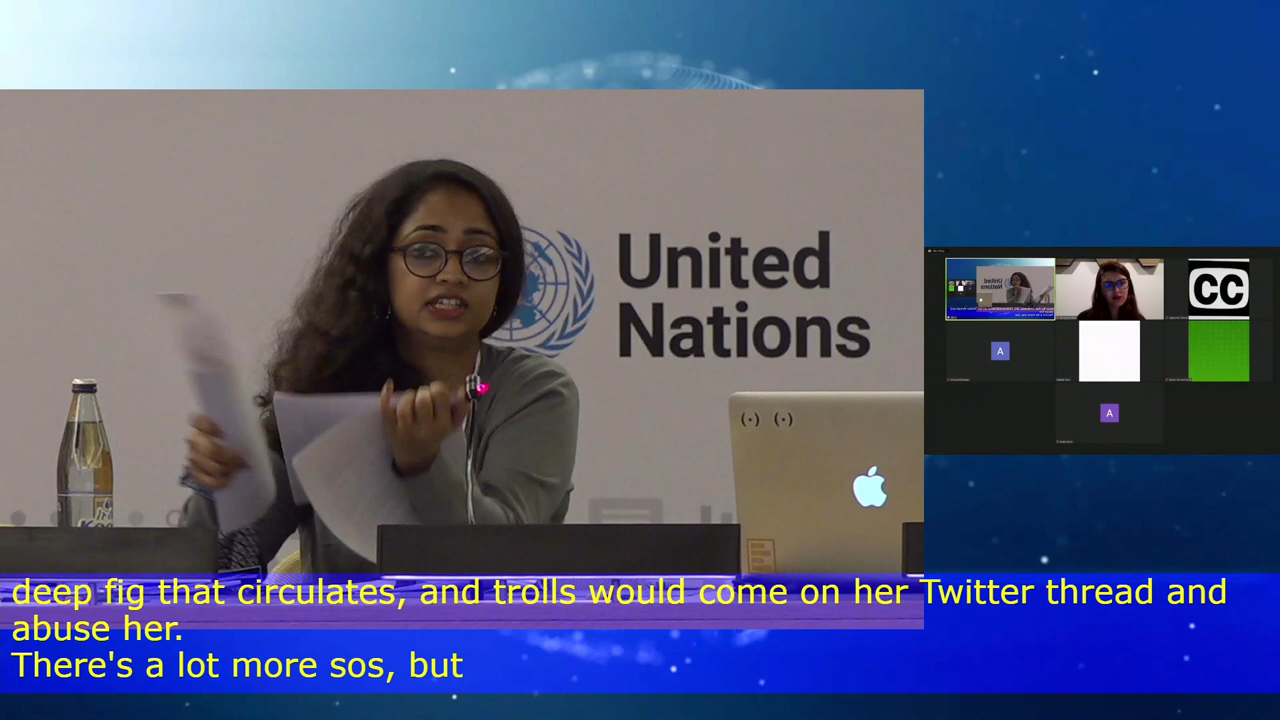 United
Nations
CC
A
A
deep fig that circulates, and trolls would come on her Twitter thread and
abuse her.
There's a lot more sos, but